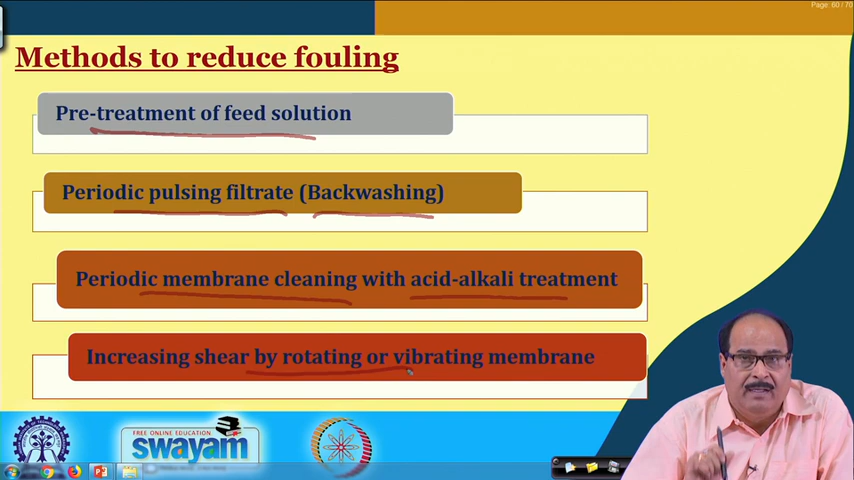 Page: 60 / 70
Methods to reduce fouling
Pre-treatment of feed solution
Periodic pulsing filtrate (Backwashing)
Periodic membrane cleaning with acid-alkali treatment
Increasing shear by rotating or vibrating membrane
FREE ONLINE EDUCATION
swayam